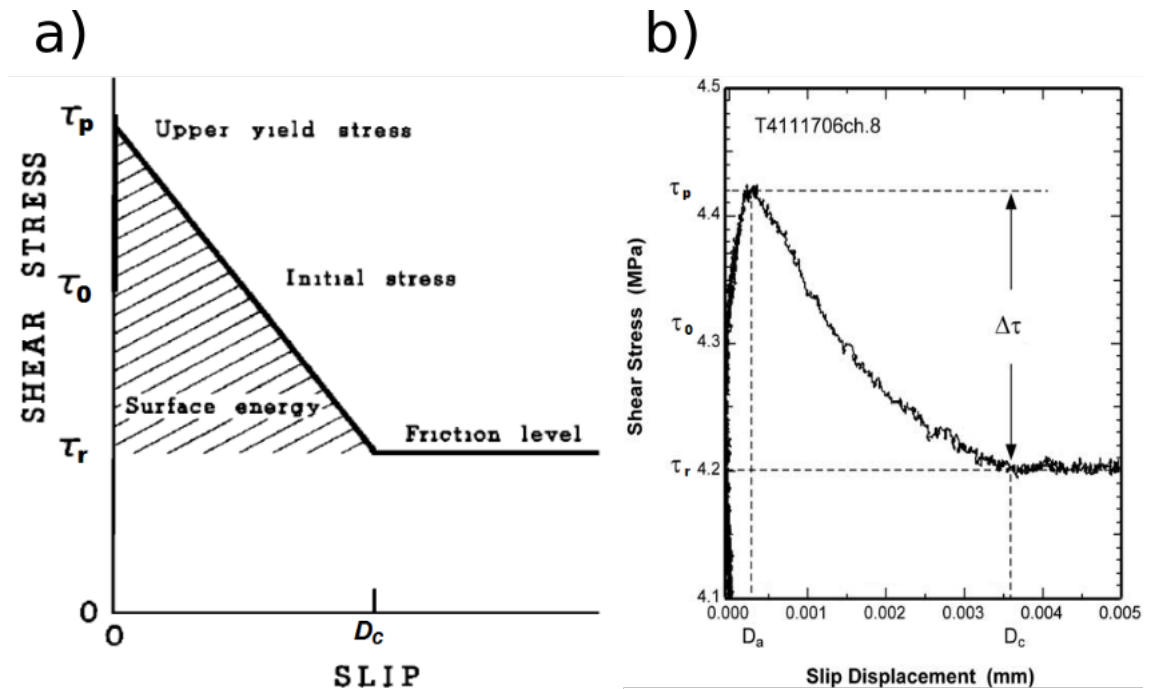 a)
τp
Upper yield stress
τ0
Initial stress
Surface energy
τr
Friction level
SHEAR STRESS
0
0
Dc
SLIP
b)
4.5
T4111706ch.8
τp
4.4
Shear Stress (MPa)
τ0
4.3
Δτ
τr
4.2
4.1
0.000 0.001 0.002 0.003 0.004 0.005
Da
Dc
Slip Displacement (mm)